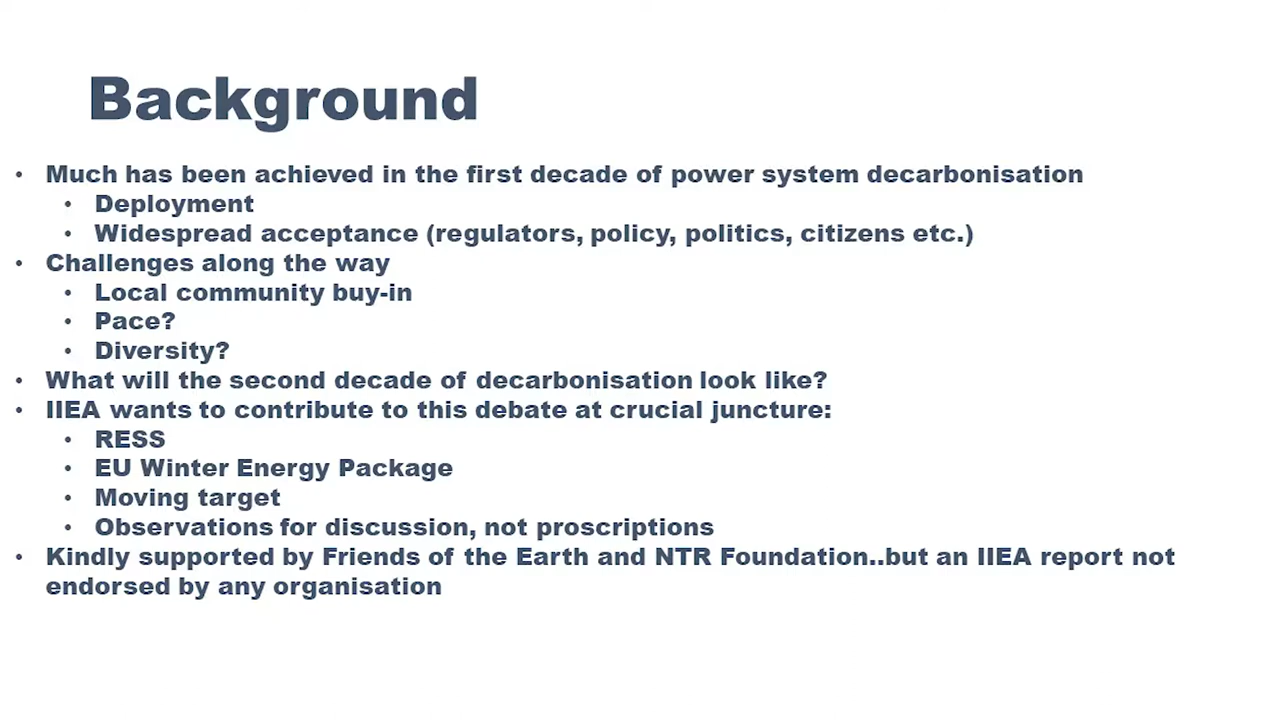 Background
• Much has been achieved in the first decade of power system decarbonisation
• Deployment
• Widespread acceptance (regulators, policy, politics, citizens etc.)
• Challenges along the way
• Local community buy-in
• Pace?
• Diversity?
• What will the second decade of decarbonisation look like?
• IIEA wants to contribute to this debate at crucial juncture:
• RESS
• EU Winter Energy Package
• Moving target
• Observations for discussion, not proscriptions
• Kindly supported by Friends of the Earth and NTR Foundation..but an IIEA report not
endorsed by any organisation